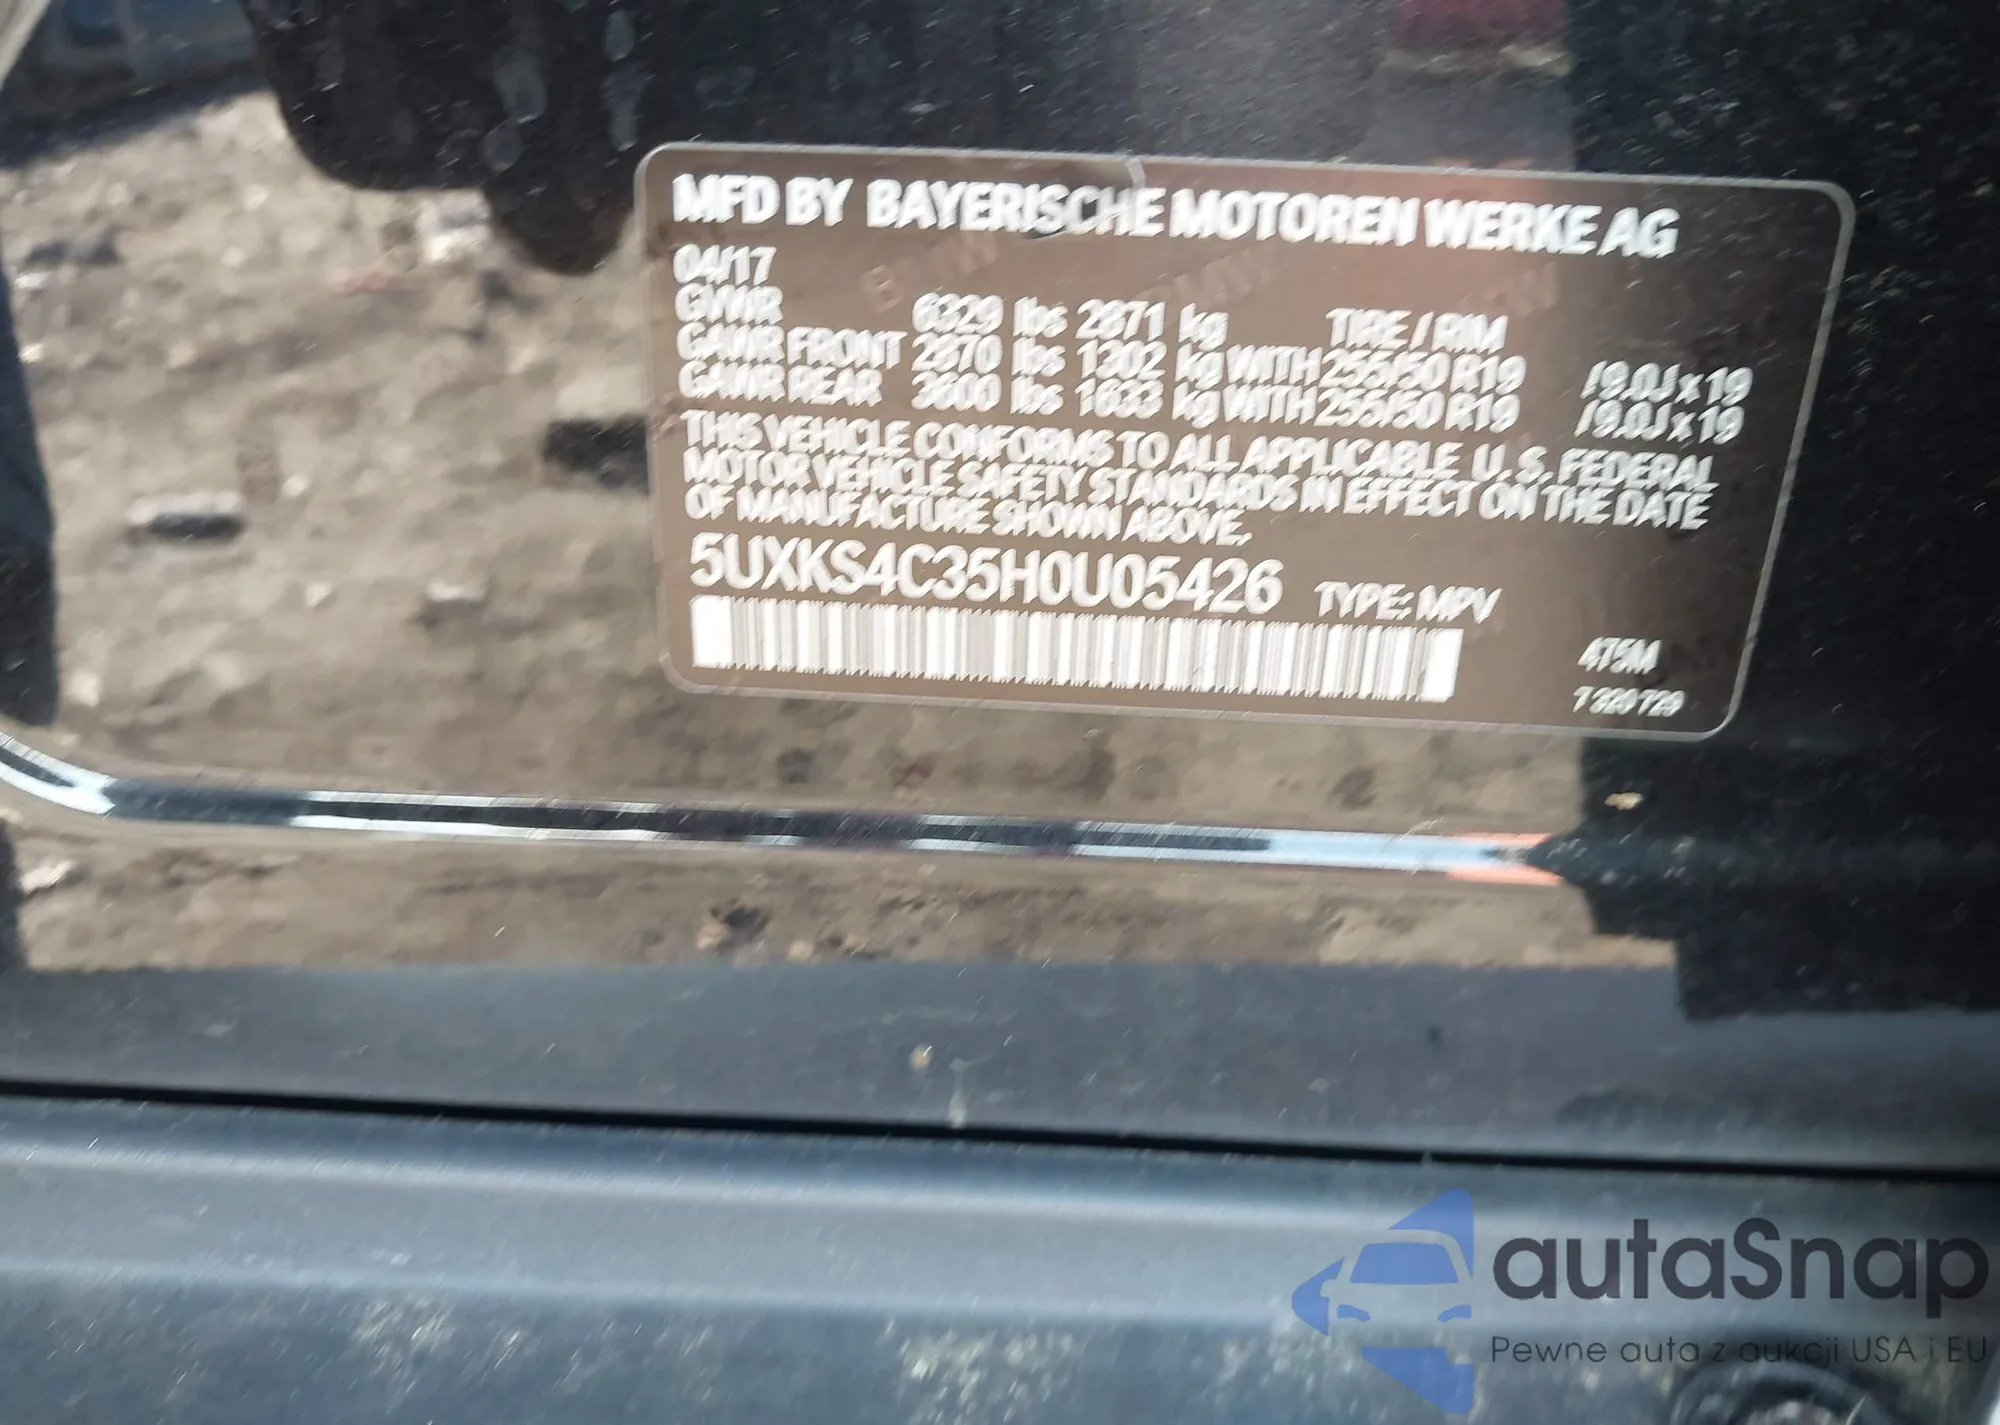 MFD BY BAYERISCHE MOTOREN WERKE AG
04/17
GVWR 6329 lbs 2871 kg TIRE / RIM
GAWR FRONT 2870 lbs 1302 kg WITH 255/50 R19 /9.0J x 19
GAWR REAR 3600 lbs 1633 kg WITH 255/50 R19 /9.0J x 19
THIS VEHICLE CONFORMS TO ALL APPLICABLE U. S. FEDERAL
MOTOR VEHICLE SAFETY STANDARDS IN EFFECT ON THE DATE
OF MANUFACTURE SHOWN ABOVE.
5UXKS4C35H0U05426 TYPE: MPV
475M
7 320 729
autaSnap
Pewne auta z aukcji USA i EU